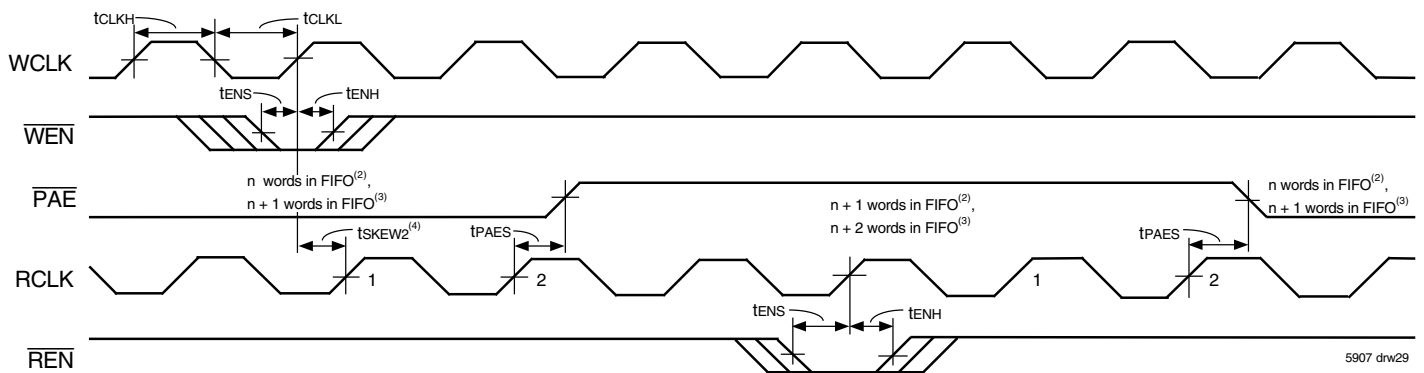 tCLKH
tCLKL
WCLK
tENS
tENH
WEN
n words in FIFO(2),
n + 1 words in FIFO(3)
PAE
n + 1 words in FIFO(2),
n + 2 words in FIFO(3)
n words in FIFO(2),
n + 1 words in FIFO(3)
tSKEW2(4)
tPAES
tPAES
RCLK
1
2
1
2
tENS
tENH
REN
5907 drw29